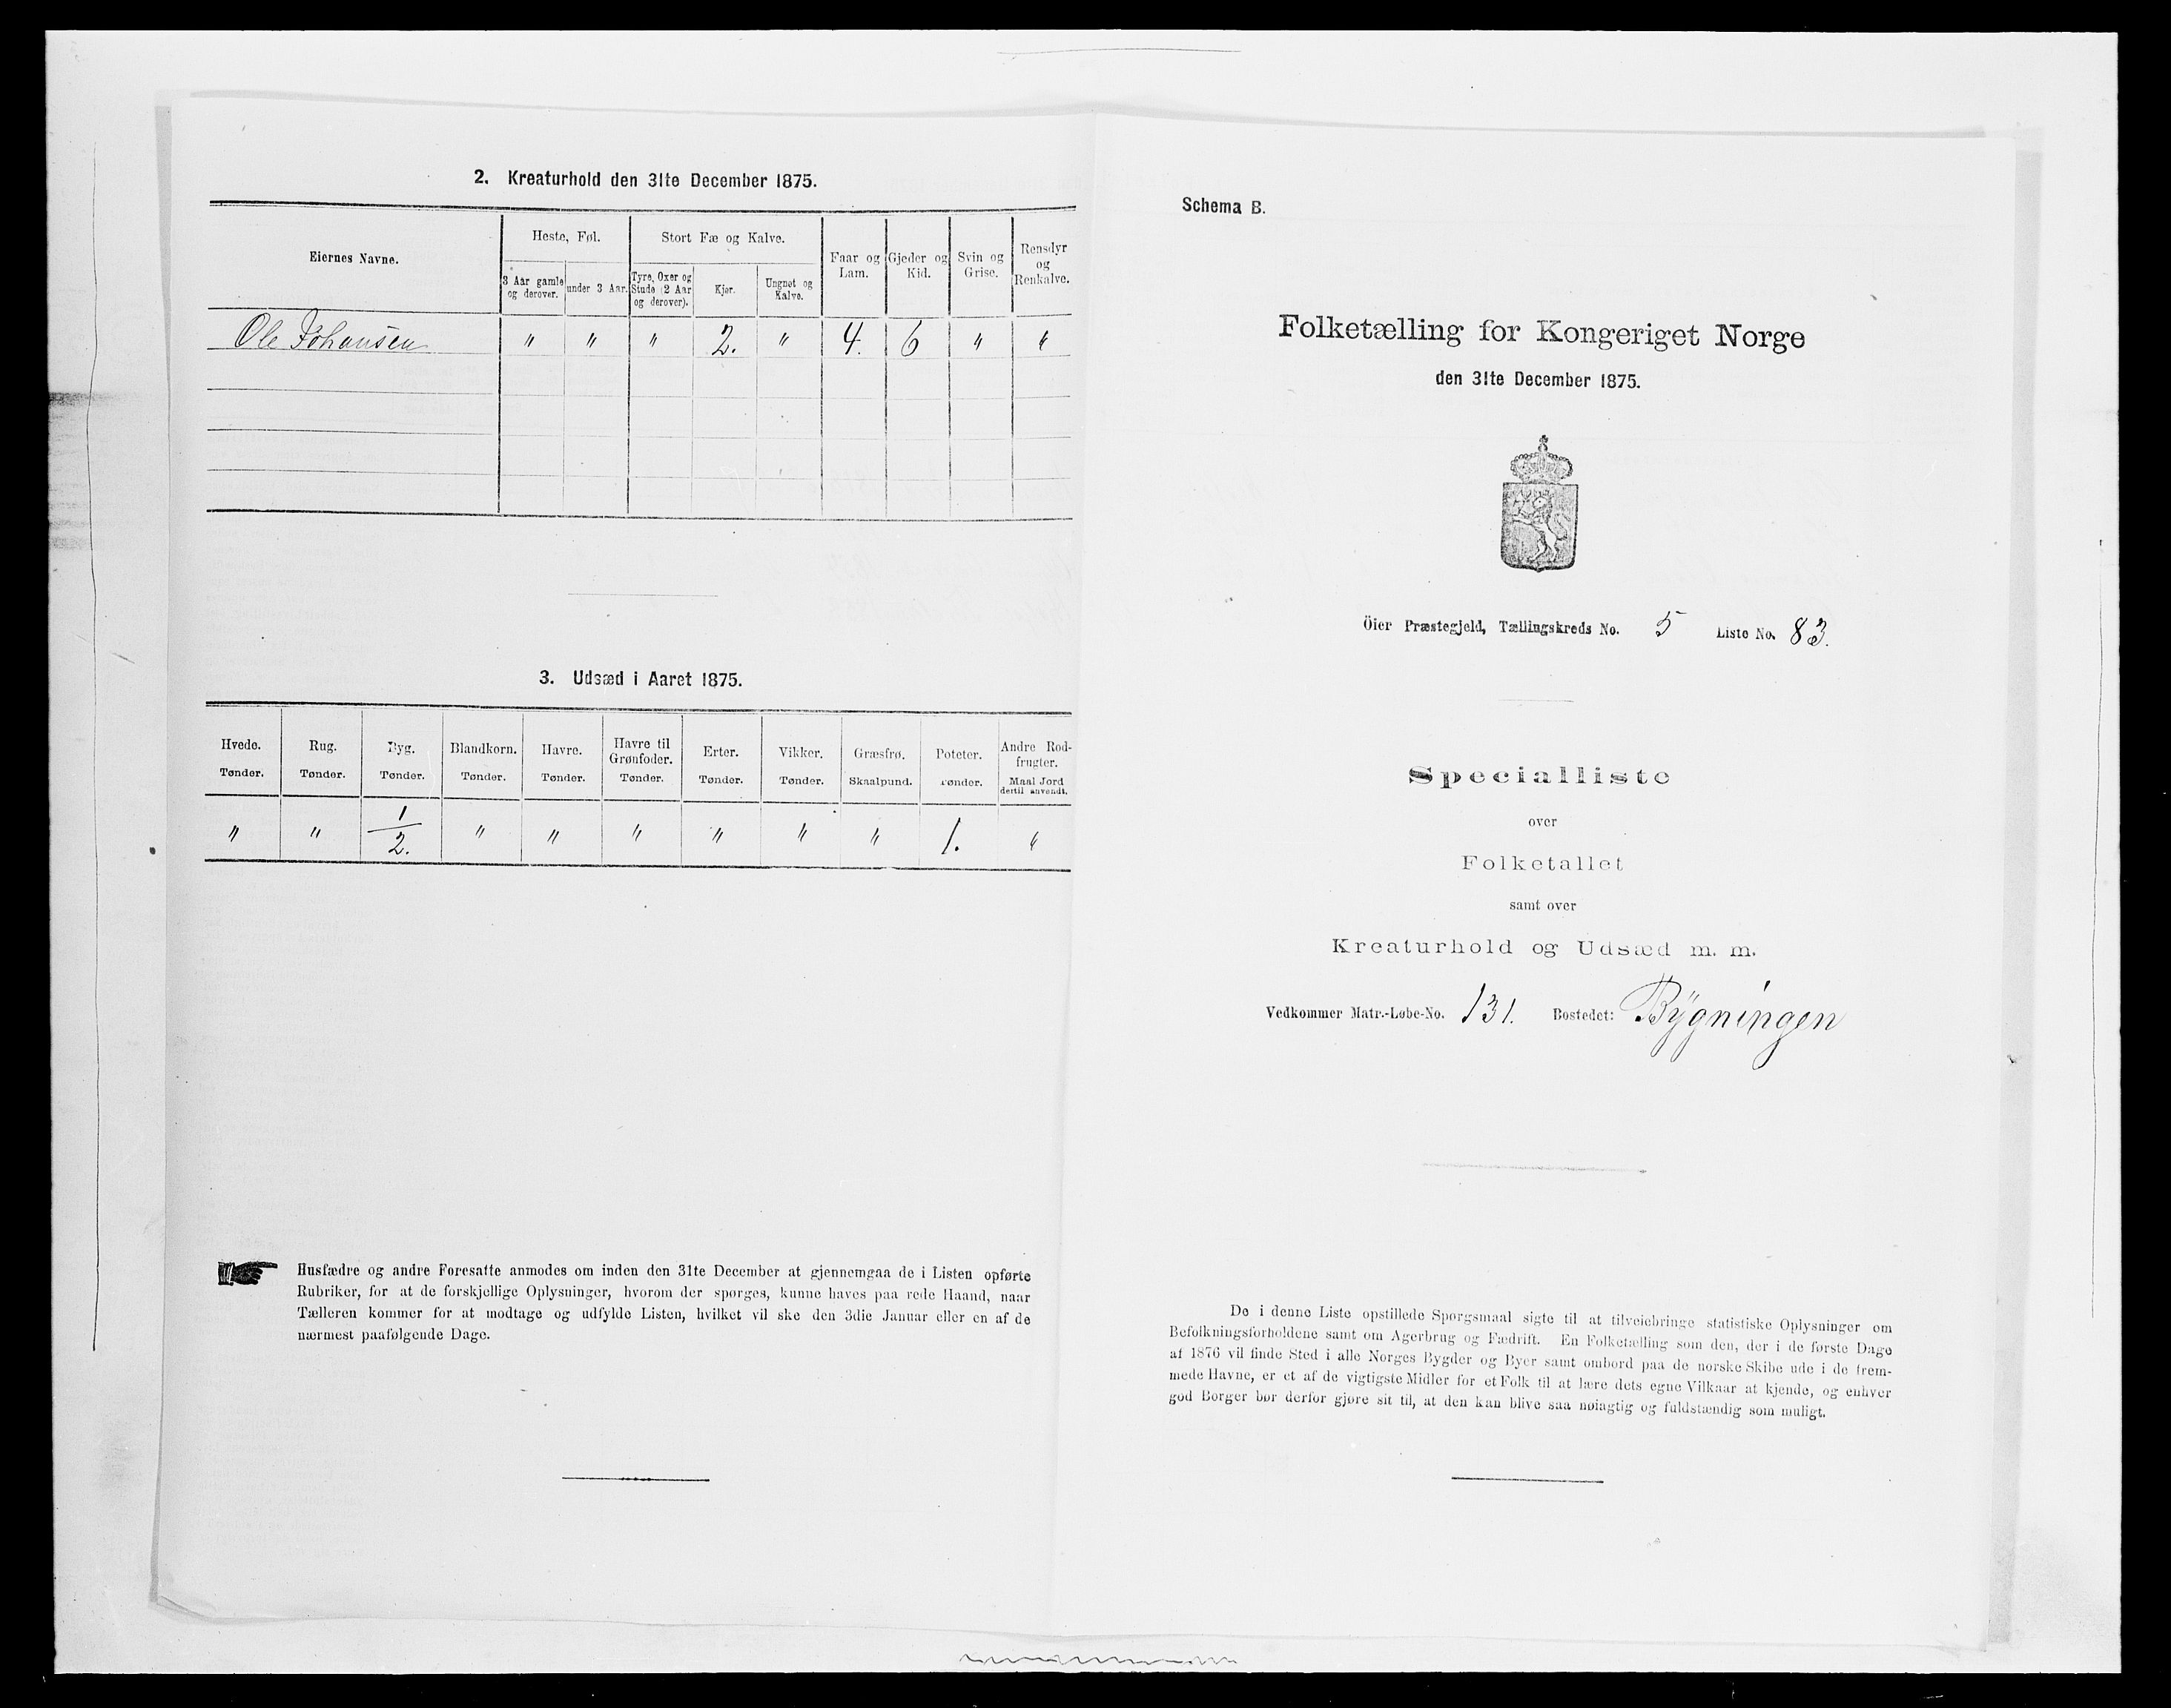 2. Kreaturhold den 31te December 1875.
Eiernes Navne.
Heste, Føl.
Stort Fæ og Kalve.
Faar og Lam.
Gjeder og Kid.
Svin og Grise.
Rensdyr og Renkalve.
3 Aar gamle og derover.
under 3 Aar.
Tyre, Oxer og Stude (2 Aar og derover).
Kjør.
Ungnøt og Kalve.
Ole Johansen " " " 2. " 4. 6 " "
3. Udsæd i Aaret 1875.
Hvede. Rug. Byg. Blandkorn. Havre. Havre til Grønfoder. Erter. Vikker. Græsfrø. Poteter. Andre Rodfrugter.
Tønder. Tønder. Tønder. Tønder. Tønder. Tønder. Tønder. Tønder. Skaalpund. Tønder. Maal Jord dertil anvendt.
" " 1/2. " " " " " " 1. "
Husfædre og andre Foresatte anmodes om inden den 31te December at gjennemgaa de i Listen opførte
Rubriker, for at de forskjellige Oplysninger, hvorom der spørges, kunne haves paa rede Haand, naar
Tælleren kommer for at modtage og udfylde Listen, hvilket vil ske den 3die Januar eller en af de
nærmest paafølgende Dage.
Schema B.
Folketælling for Kongeriget Norge
den 31te December 1875.
Öier Præstegjeld, Tællingskreds No. 5 Liste No. 83.
Specialliste
over
Folketallet
samt over
Kreaturhold og Udsæd m. m.
Vedkommer Matr.-Løbe-No. 131. Bostedet: Bÿgningen
De i denne Liste opstillede Spørgsmaal sigte til at tilveiebringe statistiske Oplysninger om
Befolkningsforholdene samt om Agerbrug og Fædrift. En Folketælling som den, der i de første Dage
af 1876 vil finde Sted i alle Norges Bygder og Byer samt ombord paa de norske Skibe ude i de frem-
mede Havne, er et af de vigtigste Midler for et Folk til at lære dets egne Vilkaar at kjende, og enhver
god Borger bør derfor gjøre sit til, at den kan blive saa nøiagtig og fuldstændig som muligt.